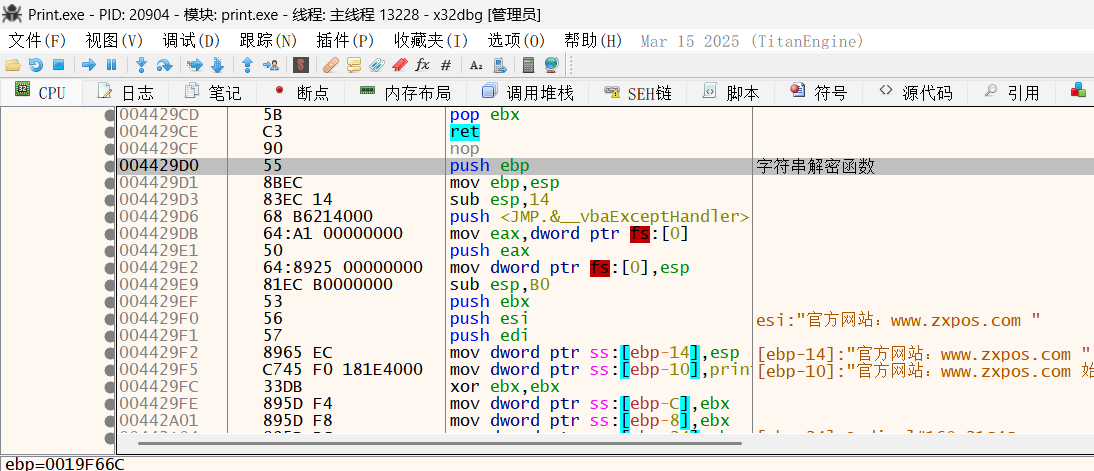 Print.exe - PID: 20904 - 模块: print.exe - 线程: 主线程 13228 - x32dbg [管理员]
文件(F) 视图(V) 调试(D) 跟踪(N) 插件(P) 收藏夹(I) 选项(O) 帮助(H) Mar 15 2025 (TitanEngine)
CPU 日志 笔记 断点 内存布局 调用堆栈 SEH链 脚本 符号 源代码 引用
004429CD 5B pop ebx
004429CE C3 ret
004429CF 90 nop
004429D0 55 push ebp 字符串解密函数
004429D1 8BEC mov ebp,esp
004429D3 83EC 14 sub esp,14
004429D6 68 B6214000 push <JMP.&__vbaExceptHandler>
004429DB 64:A1 00000000 mov eax,dword ptr fs:[0]
004429E1 50 push eax
004429E2 64:8925 00000000 mov dword ptr fs:[0],esp
004429E9 81EC B0000000 sub esp,B0
004429EF 53 push ebx
004429F0 56 push esi esi:"官方网站：www.zxpos.com "
004429F1 57 push edi
004429F2 8965 EC mov dword ptr ss:[ebp-14],esp [ebp-14]:"官方网站：www.zxpos.com "
004429F5 C745 F0 181E4000 mov dword ptr ss:[ebp-10],prin [ebp-10]:"官方网站：www.zxpos.com 始
004429FC 33DB xor ebx,ebx
004429FE 895D F4 mov dword ptr ss:[ebp-C],ebx
00442A01 895D F8 mov dword ptr ss:[ebp-8],ebx
ebp=0019F66C